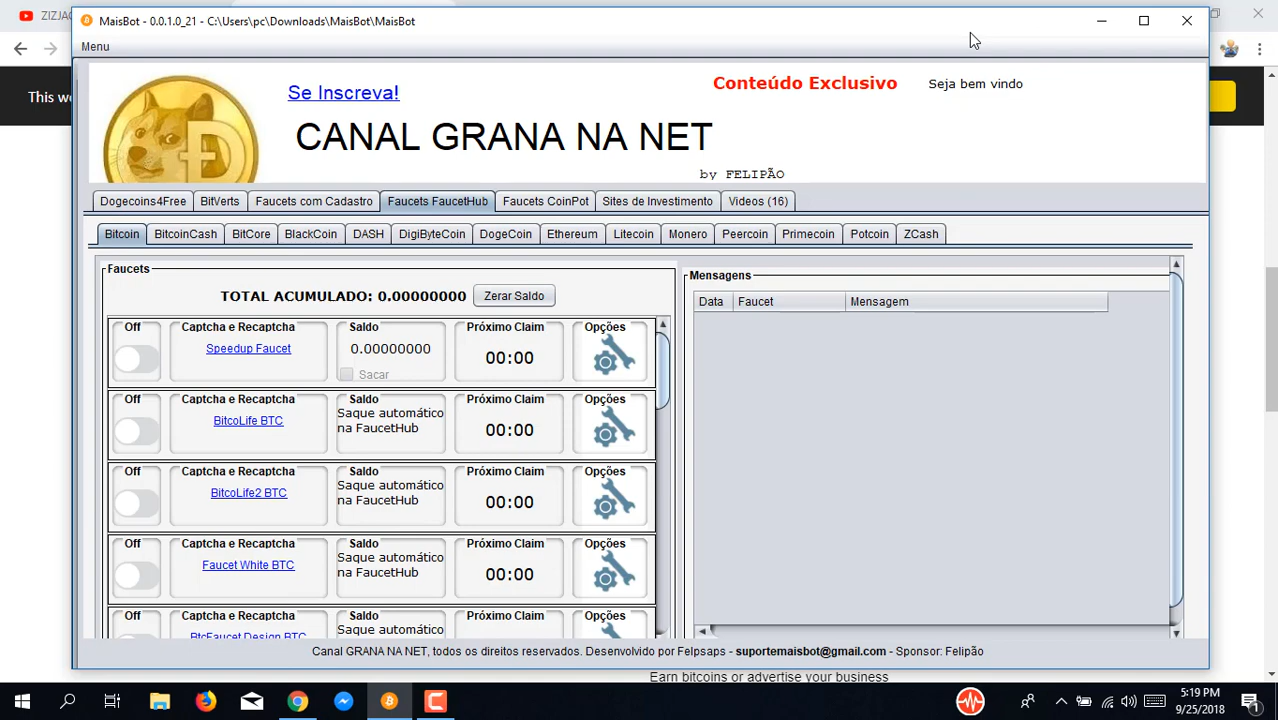 ZIZJA
MaisBot - 0.0.1.0_21 - C:\Users\pc\Downloads\MaisBot\MaisBot
Menu
This we
Se Inscreva!
Conteúdo Exclusivo
Seja bem vindo
CANAL GRANA NA NET
by FELIPÃO
Dogecoins4Free BitVerts Faucets com Cadastro Faucets FaucetHub Faucets CoinPot Sites de Investimento Videos (16)
Bitcoin BitcoinCash BitCore BlackCoin DASH DigiByteCoin DogeCoin Ethereum Litecoin Monero Peercoin Primecoin Potcoin ZCash
Faucets
TOTAL ACUMULADO: 0.00000000 Zerar Saldo
Off Captcha e Recaptcha Saldo Próximo Claim Opções
Speedup Faucet 0.00000000 00:00
Sacar
Off Captcha e Recaptcha Saldo Próximo Claim Opções
BitcoLife BTC Saque automático 00:00
na FaucetHub
Off Captcha e Recaptcha Saldo Próximo Claim Opções
BitcoLife2 BTC Saque automático 00:00
na FaucetHub
Off Captcha e Recaptcha Saldo Próximo Claim Opções
Faucet White BTC Saque automático 00:00
na FaucetHub
Off Captcha e Recaptcha Saldo Próximo Claim Opções
BtcFaucet Design BTC Saque automático
Mensagens
Data Faucet Mensagem
Canal GRANA NA NET, todos os direitos reservados. Desenvolvido por Felpsaps - suportemaisbot@gmail.com - Sponsor: Felipão
Earn bitcoins or advertise your business
5:19 PM
9/25/2018
1